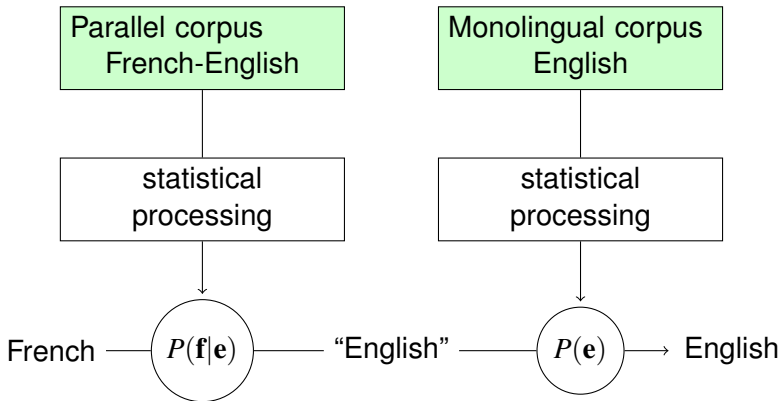 Parallel corpus
French-English
Monolingual corpus
English
statistical
processing
statistical
processing
French
P(f|e)
“English”
P(e)
English